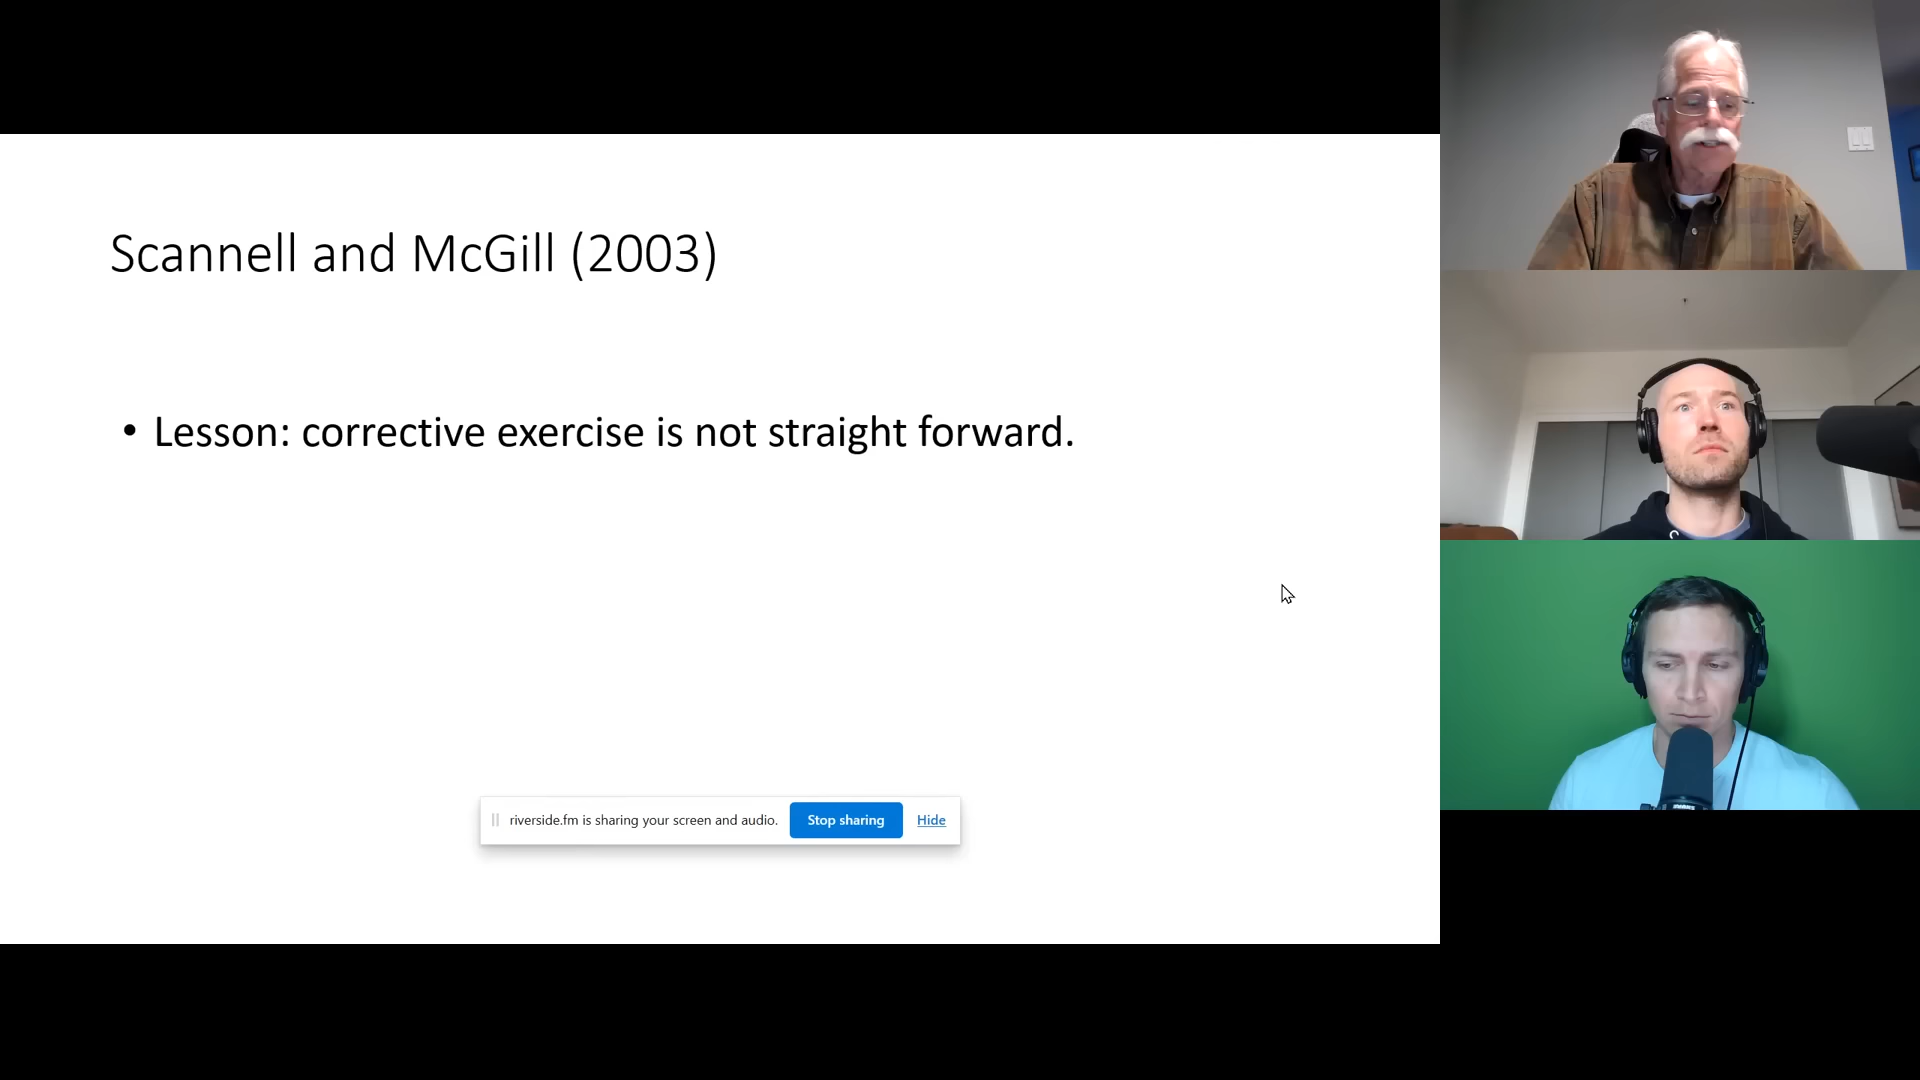 Scannell and McGill (2003)
• Lesson: corrective exercise is not straight forward.
riverside.fm is sharing your screen and audio. Stop sharing Hide